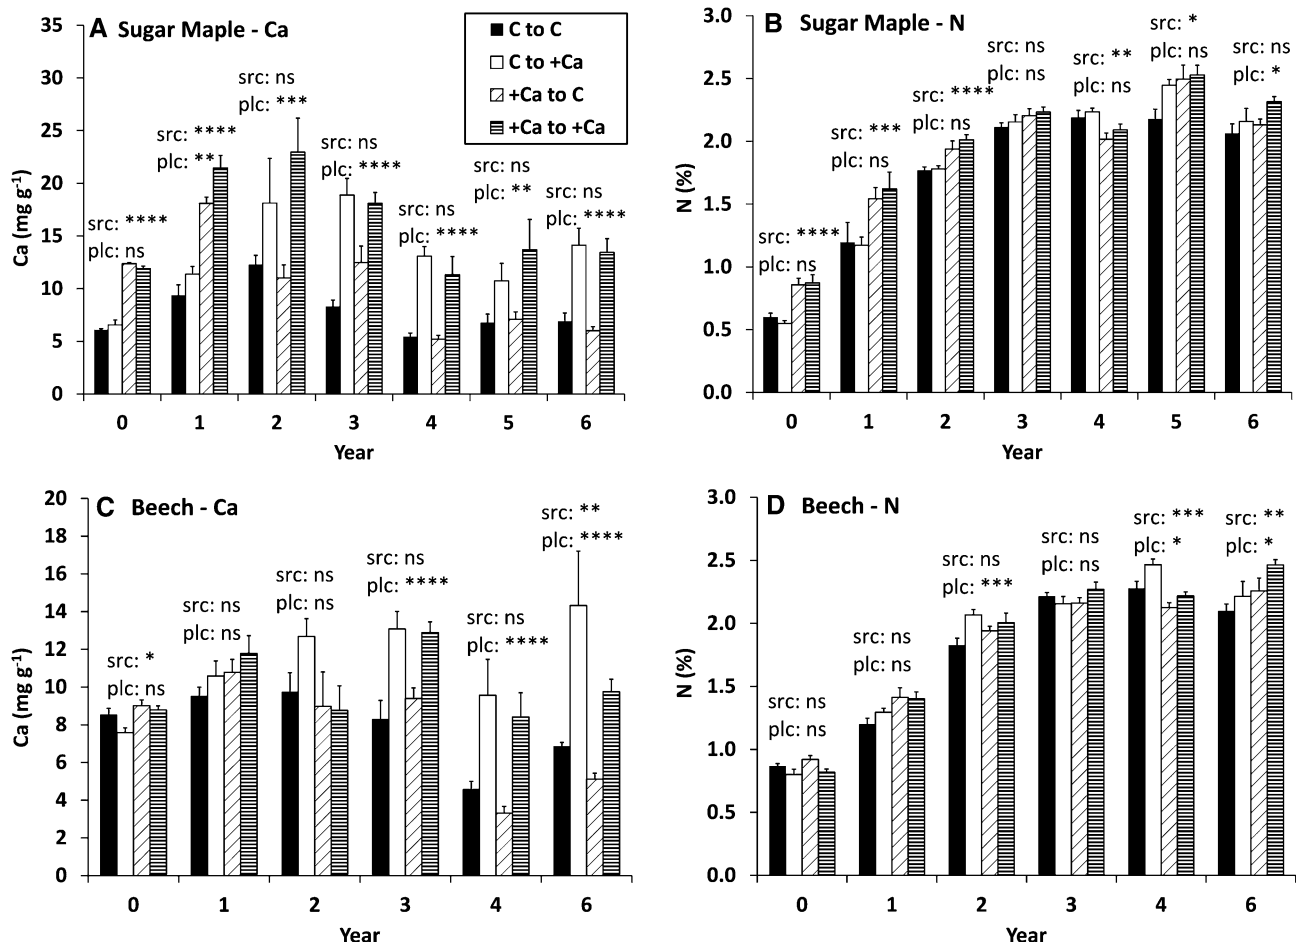 A Sugar Maple - Ca
C to C
C to +Ca
+Ca to C
+Ca to +Ca
Ca (mg g-1)
35
30
25
20
15
10
5
0
src: ****
plc: ns
src: ****
plc: **
src: ns
plc: ***
src: ns
plc: ****
src: ns
plc: ****
src: ns
plc: **
src: ns
plc: ****
0 1 2 3 4 5 6
Year
B Sugar Maple - N
N (%)
3.0
2.5
2.0
1.5
1.0
0.5
0.0
src: ****
plc: ns
src: ***
plc: ns
src: ****
plc: ns
src: ns
plc: ns
src: **
plc: ns
src: *
plc: ns
src: ns
plc: *
0 1 2 3 4 5 6
Year
C Beech - Ca
Ca (mg g-1)
20
18
16
14
12
10
8
6
4
2
0
src: *
plc: ns
src: ns
plc: ns
src: ns
plc: ns
src: ns
plc: ****
src: ns
plc: ****
src: **
plc: ****
0 1 2 3 4 6
Year
D Beech - N
N (%)
3.0
2.5
2.0
1.5
1.0
0.5
0.0
src: ns
plc: ns
src: ns
plc: ns
src: ns
plc: ***
src: ns
plc: ns
src: ***
plc: *
src: **
plc: *
0 1 2 3 4 6
Year